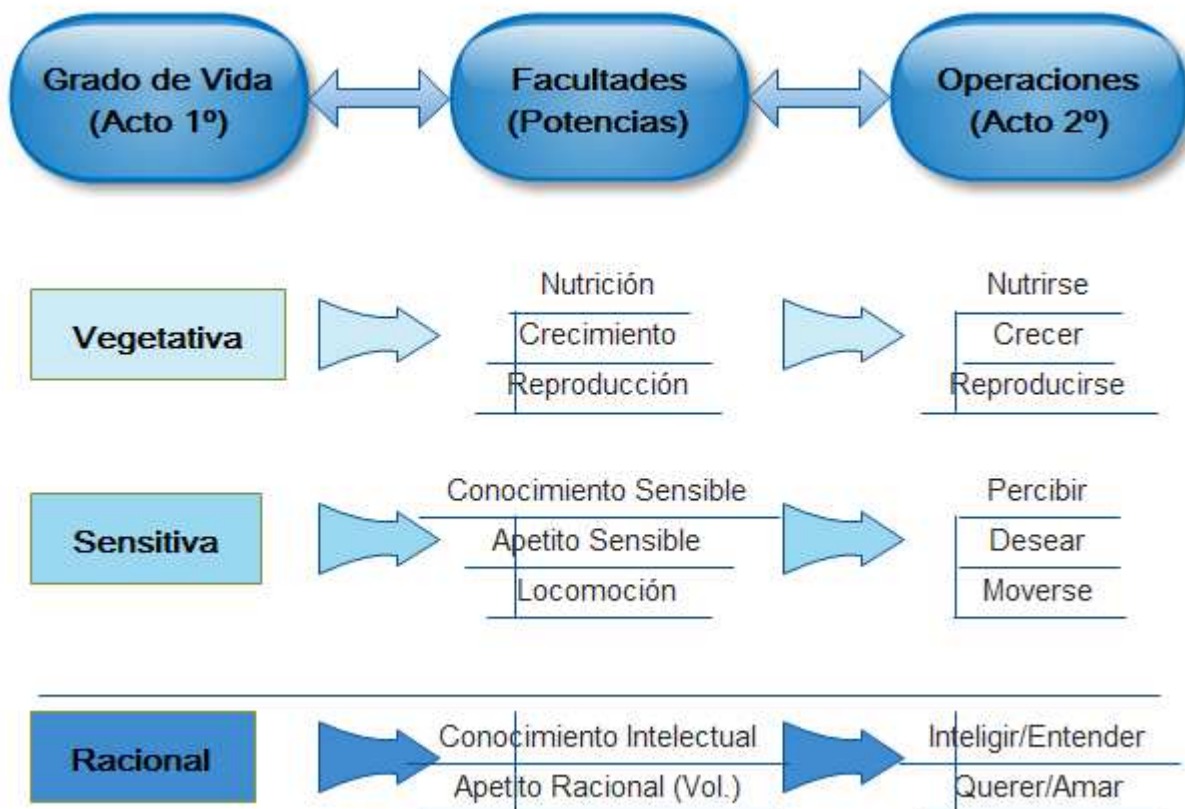 Grado de Vida
(Acto 1º)
Facultades
(Potencias)
Operaciones
(Acto 2º)
Vegetativa
Nutrición
Crecimiento
Reproducción
Nutrirse
Crecer
Reproducirse
Sensitiva
Conocimiento Sensible
Apetito Sensible
Locomoción
Percibir
Desear
Moverse
Racional
Conocimiento Intelectual
Apetito Racional (Vol.)
Inteligir/Entender
Querer/Amar